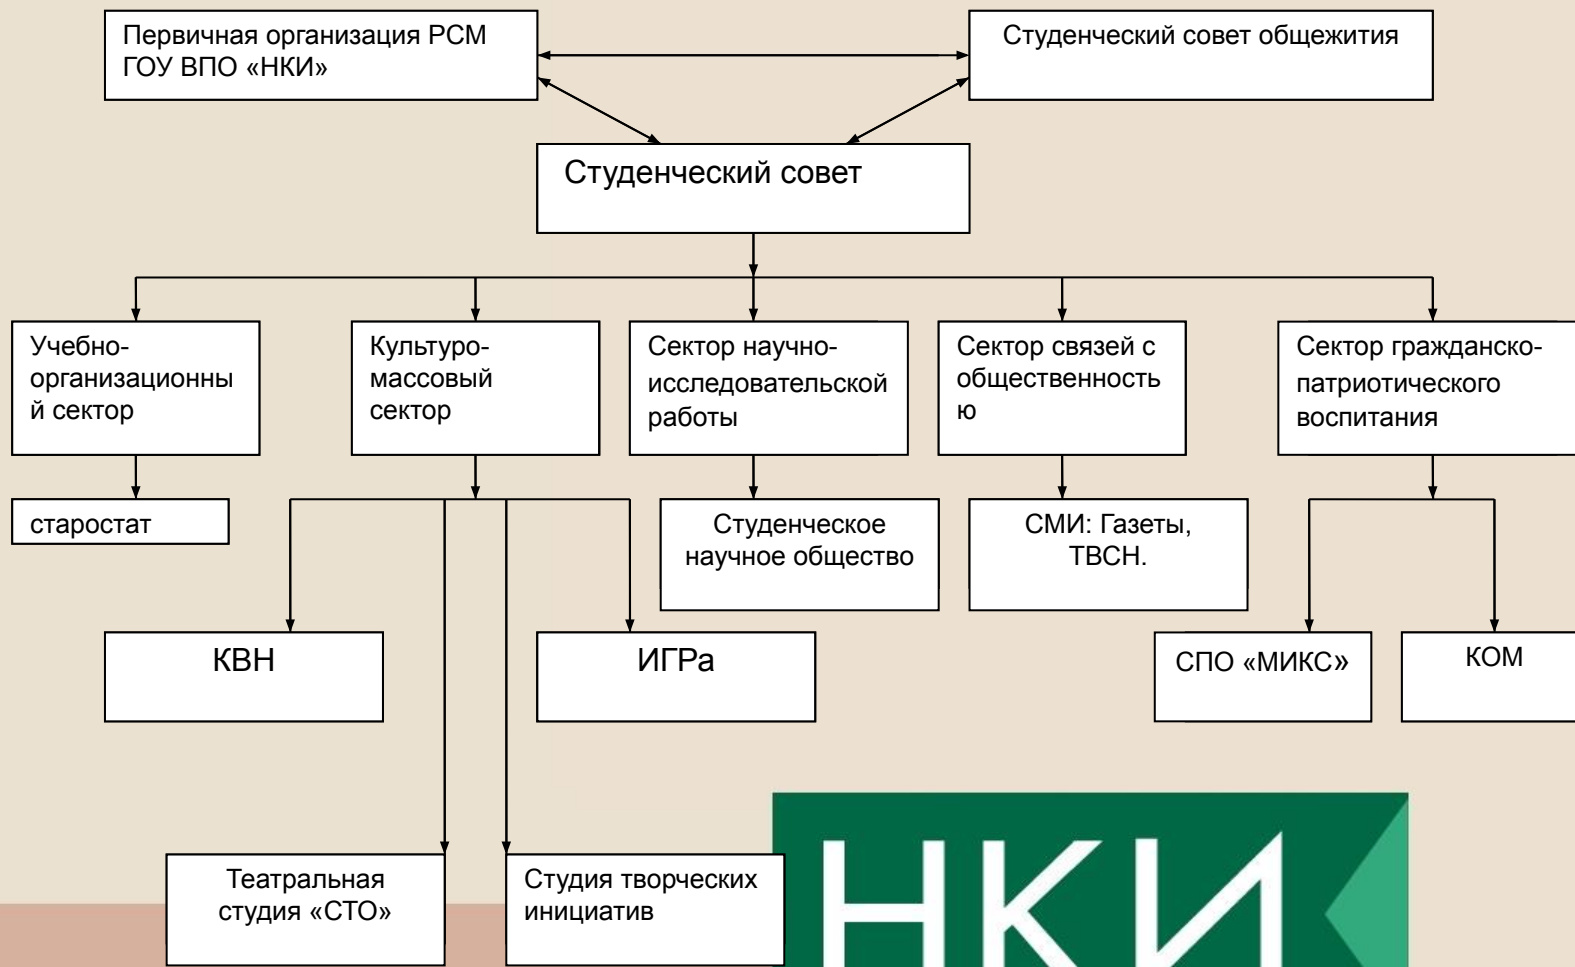 Первичная организация РСМ
ГОУ ВПО «НКИ»
Студенческий совет общежития
Студенческий совет
Учебно-
организационны
й сектор
Культуро-
массовый
сектор
Сектор научно-
исследовательской
работы
Сектор связей с
общественность
ю
Сектор гражданско-
патриотического
воспитания
старостат
Студенческое
научное общество
СМИ: Газеты,
ТВСН.
КВН
ИГРа
СПО «МИКС»
КОМ
Театральная
студия «СТО»
Студия творческих
инициатив
НКИ